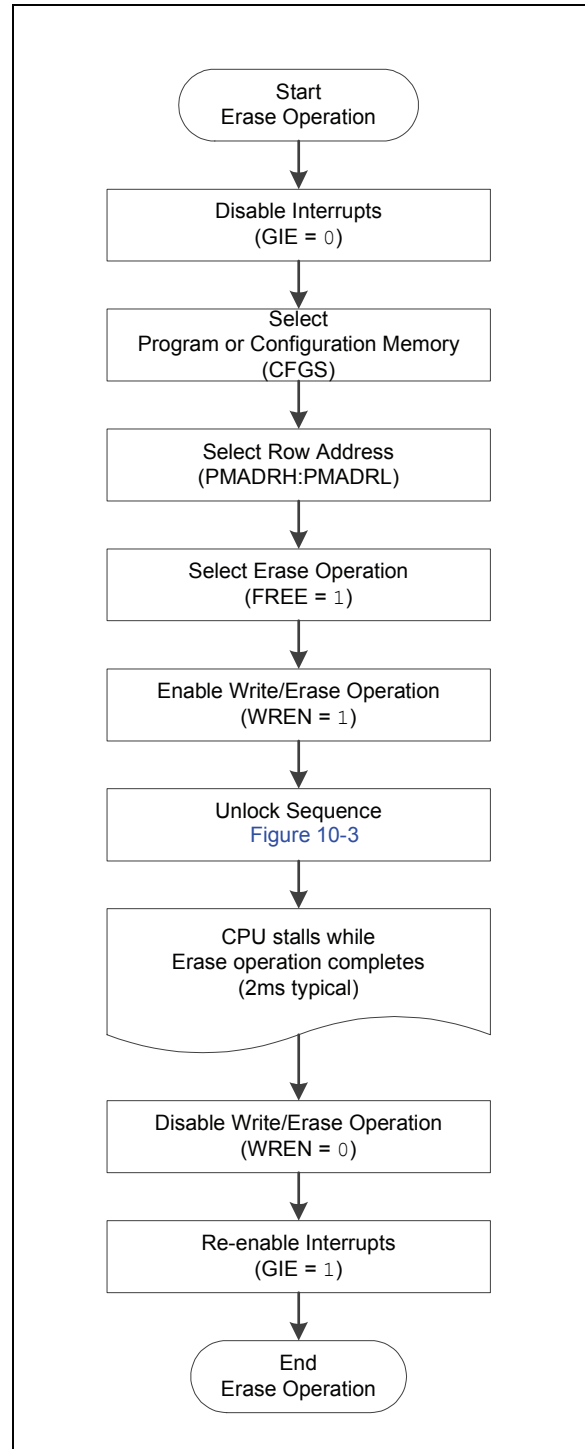 Start
Erase Operation
Disable Interrupts
(GIE = 0)
Select
Program or Configuration Memory
(CFGS)
Select Row Address
(PMADRH:PMADRL)
Select Erase Operation
(FREE = 1)
Enable Write/Erase Operation
(WREN = 1)
Unlock Sequence
Figure 10-3
CPU stalls while
Erase operation completes
(2ms typical)
Disable Write/Erase Operation
(WREN = 0)
Re-enable Interrupts
(GIE = 1)
End
Erase Operation